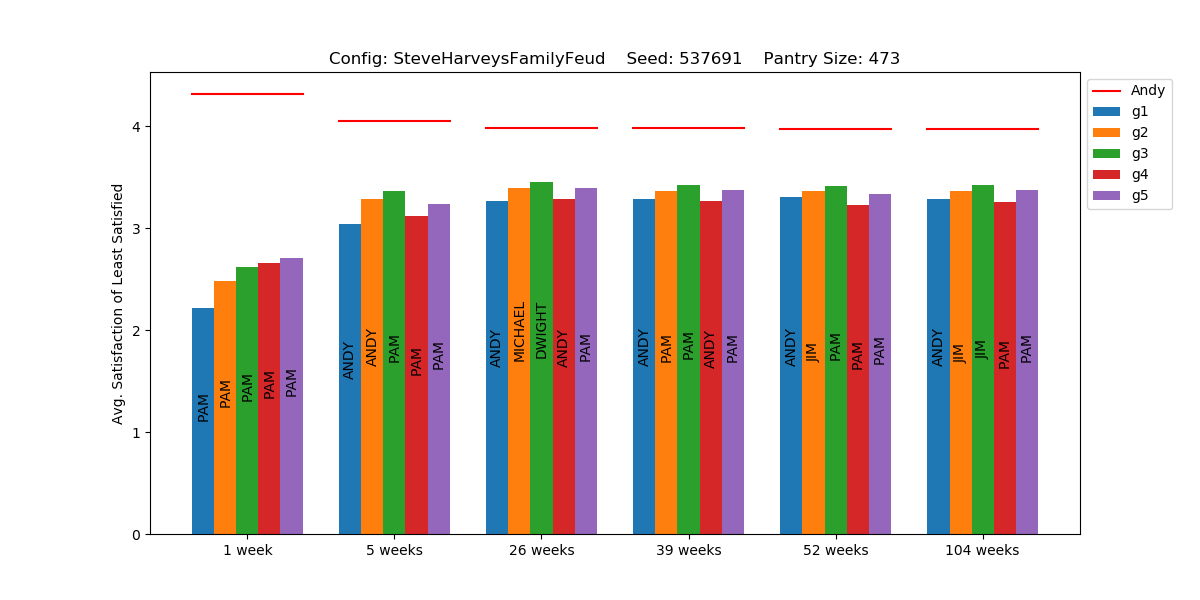 Config: SteveHarveysFamilyFeud    Seed: 537691    Pantry Size: 473
Avg. Satisfaction of Least Satisfied
4
3
2
1
0
PAM
PAM
PAM
PAM
PAM
ANDY
ANDY
PAM
PAM
PAM
ANDY
MICHAEL
DWIGHT
ANDY
PAM
ANDY
PAM
PAM
ANDY
PAM
ANDY
JIM
PAM
PAM
PAM
ANDY
JIM
JIM
PAM
PAM
1 week
5 weeks
26 weeks
39 weeks
52 weeks
104 weeks
Andy
g1
g2
g3
g4
g5